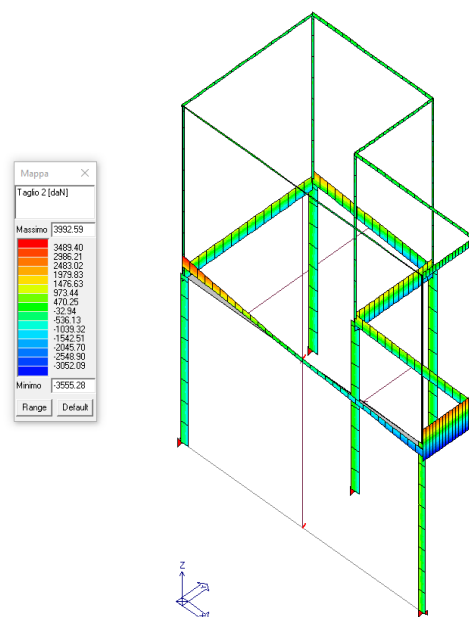 Mappa
Taglio 2 [daN]
Massimo 3992.59
3489.40
2986.21
2483.02
1979.83
1476.63
973.44
470.25
-32.94
-536.13
-1039.32
-1542.51
-2045.70
-2548.90
-3052.09
Minimo -3555.28
Range Default
Z